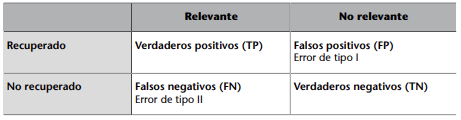 Relevante No relevante
Recuperado Verdaderos positivos (TP) Falsos positivos (FP)
Error de tipo I
No recuperado Falsos negativos (FN) Verdaderos negativos (TN)
Error de tipo II